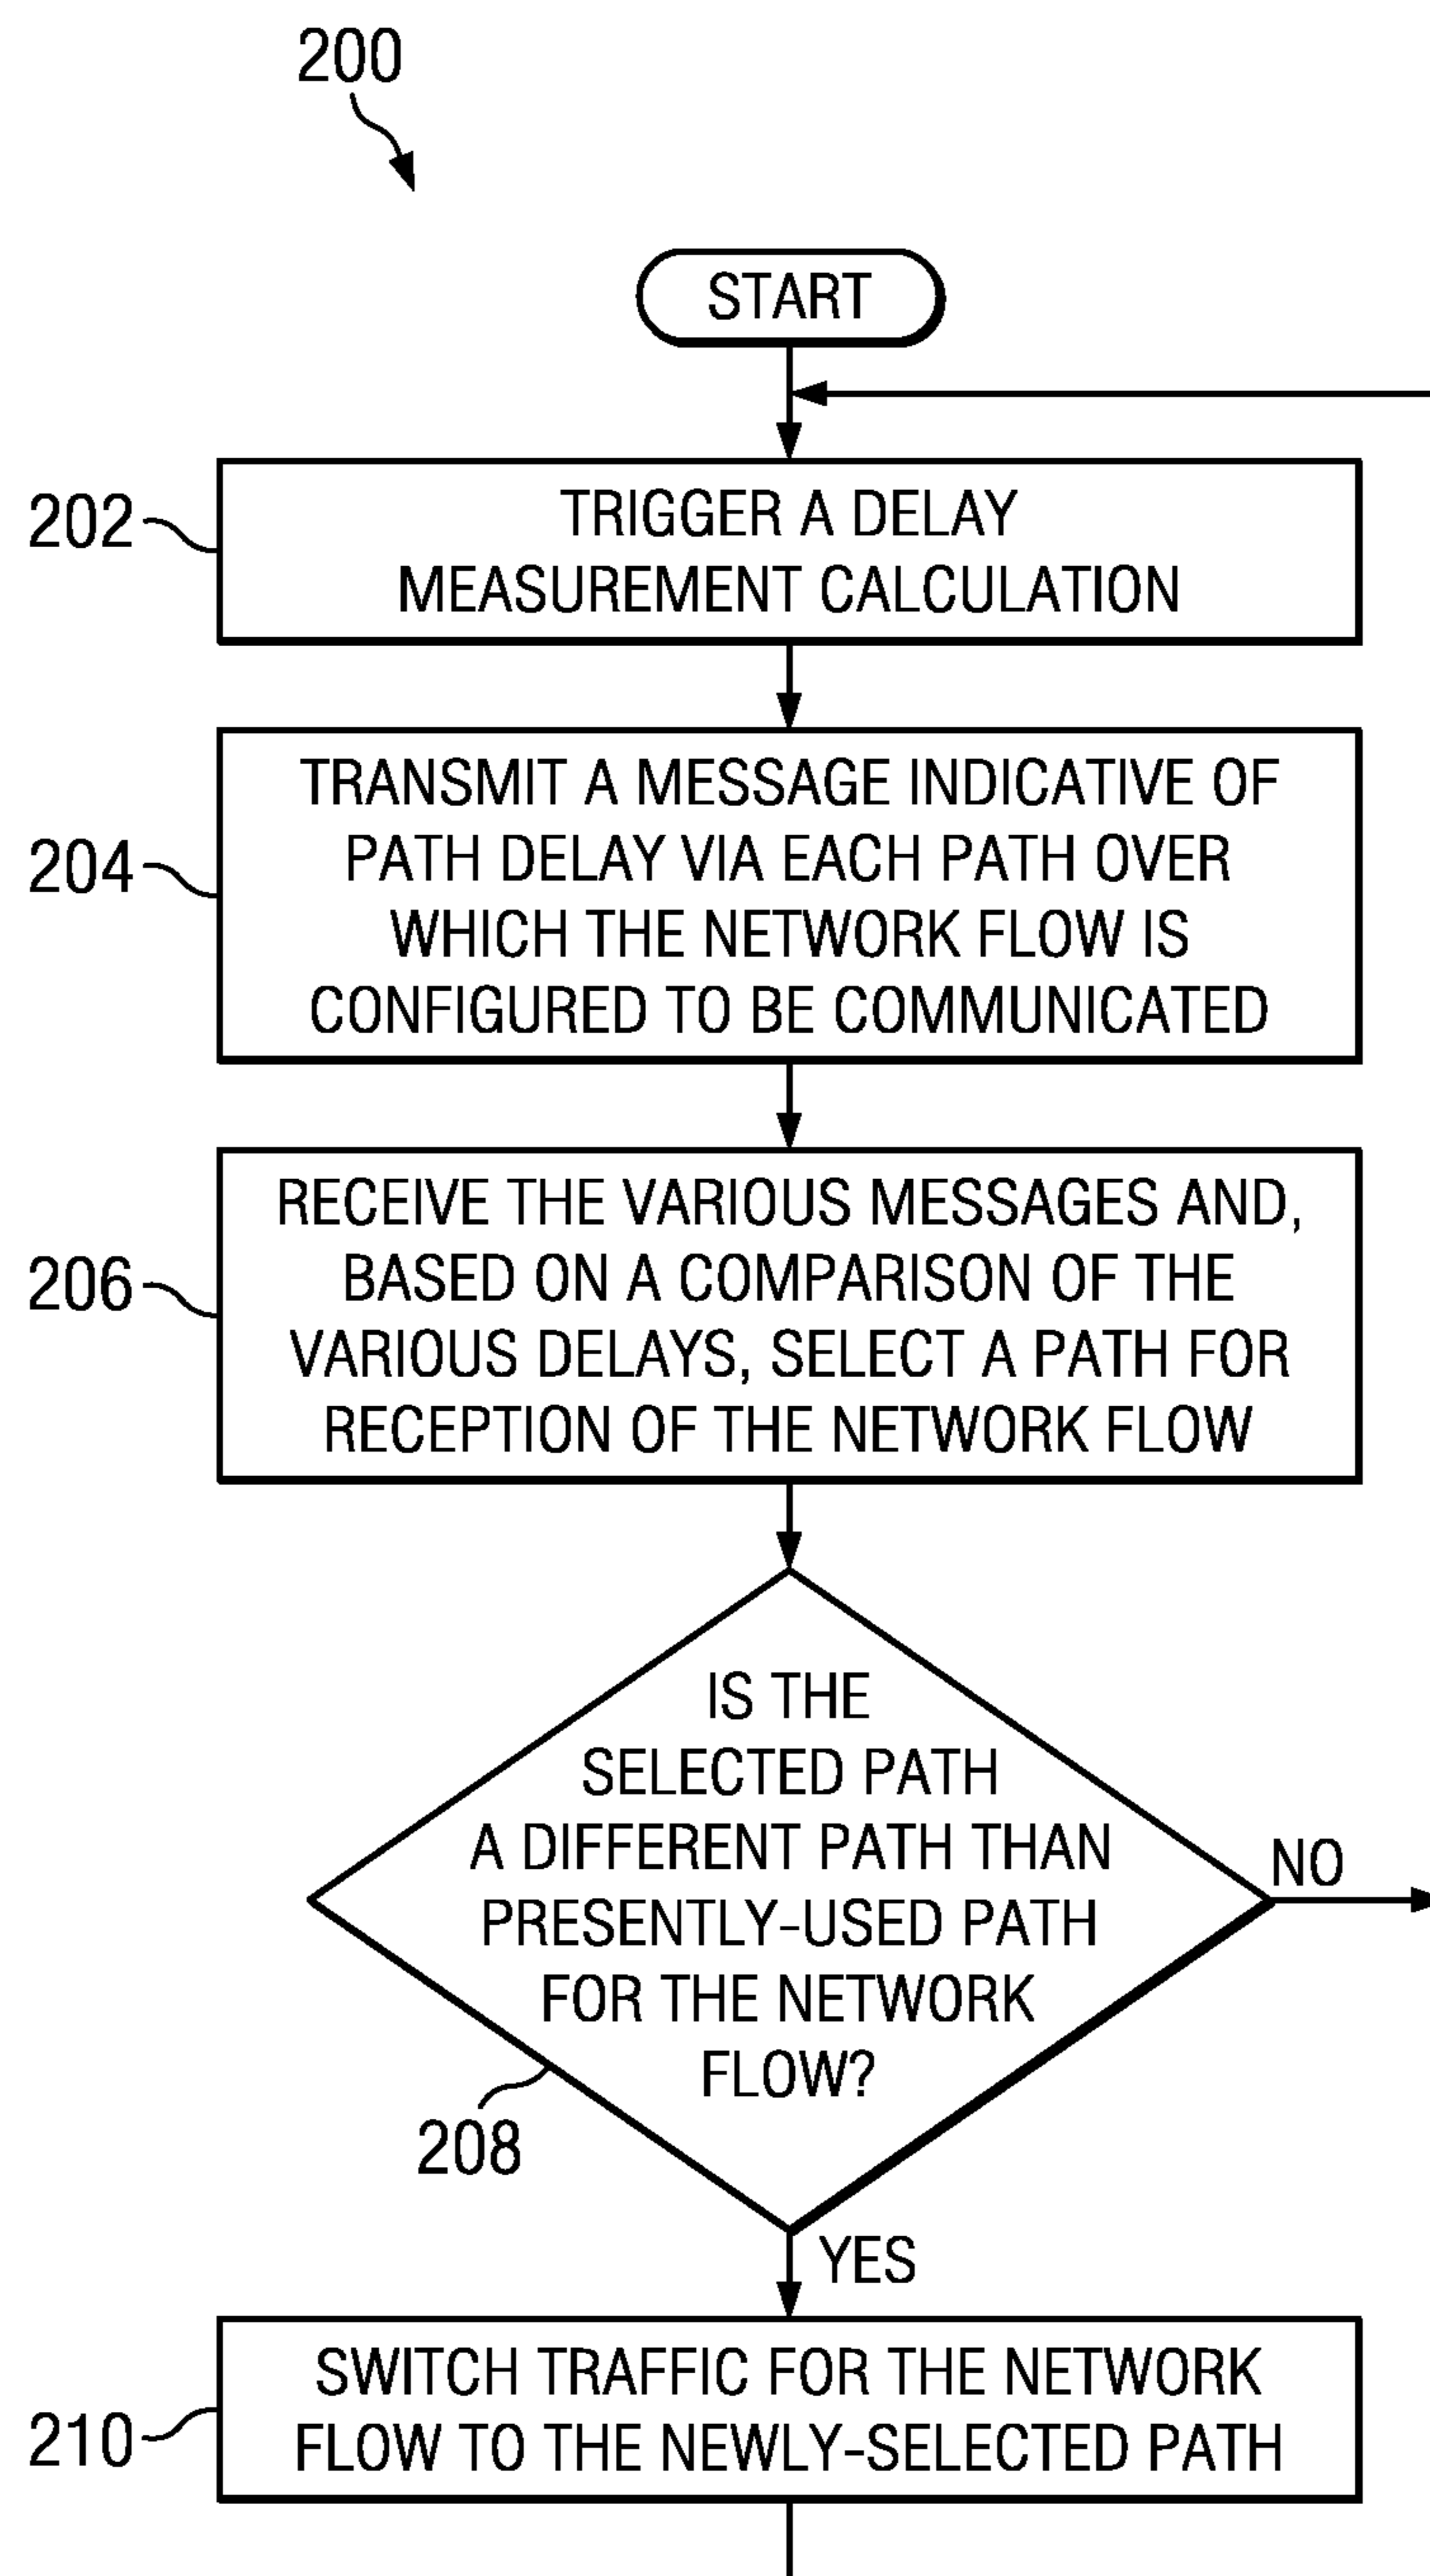 200
START
202
TRIGGER A DELAY
MEASUREMENT CALCULATION
204
TRANSMIT A MESSAGE INDICATIVE OF
PATH DELAY VIA EACH PATH OVER
WHICH THE NETWORK FLOW IS
CONFIGURED TO BE COMMUNICATED
206
RECEIVE THE VARIOUS MESSAGES AND,
BASED ON A COMPARISON OF THE
VARIOUS DELAYS, SELECT A PATH FOR
RECEPTION OF THE NETWORK FLOW
IS THE
SELECTED PATH
A DIFFERENT PATH THAN
PRESENTLY-USED PATH
FOR THE NETWORK
FLOW?
NO
208
YES
210
SWITCH TRAFFIC FOR THE NETWORK
FLOW TO THE NEWLY-SELECTED PATH